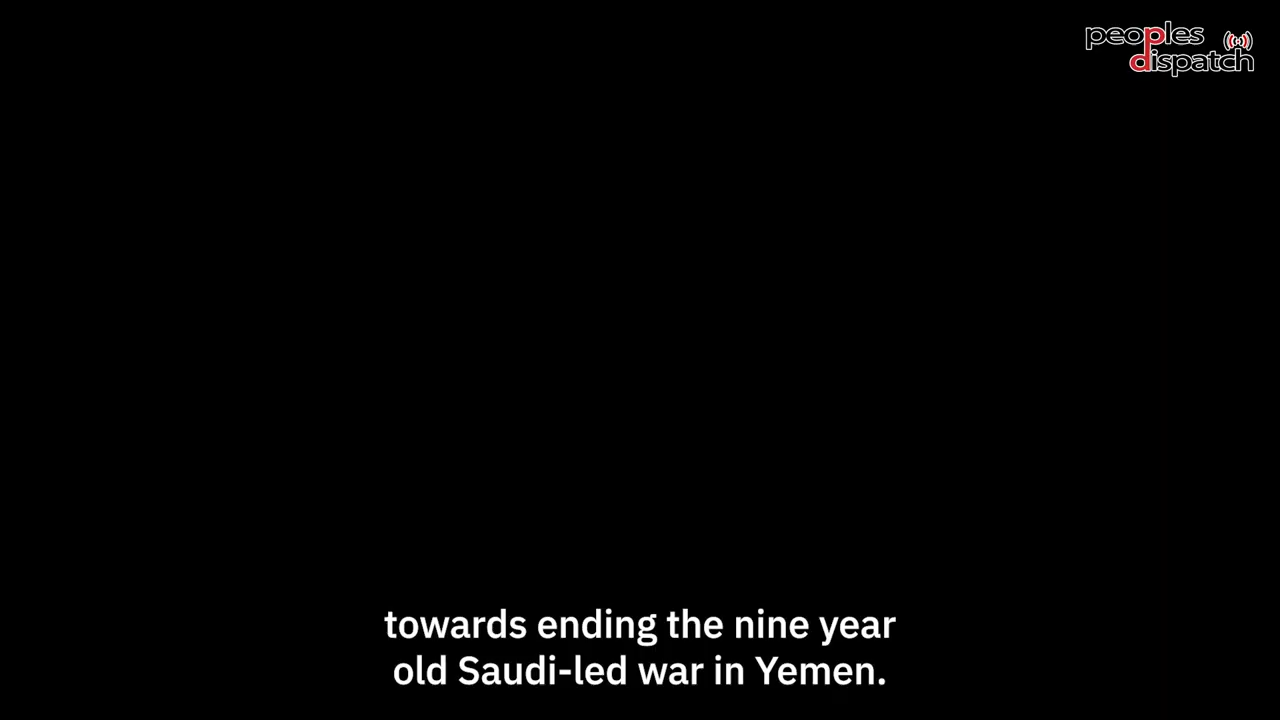 peoples
dispatch
towards ending the nine year
old Saudi-led war in Yemen.